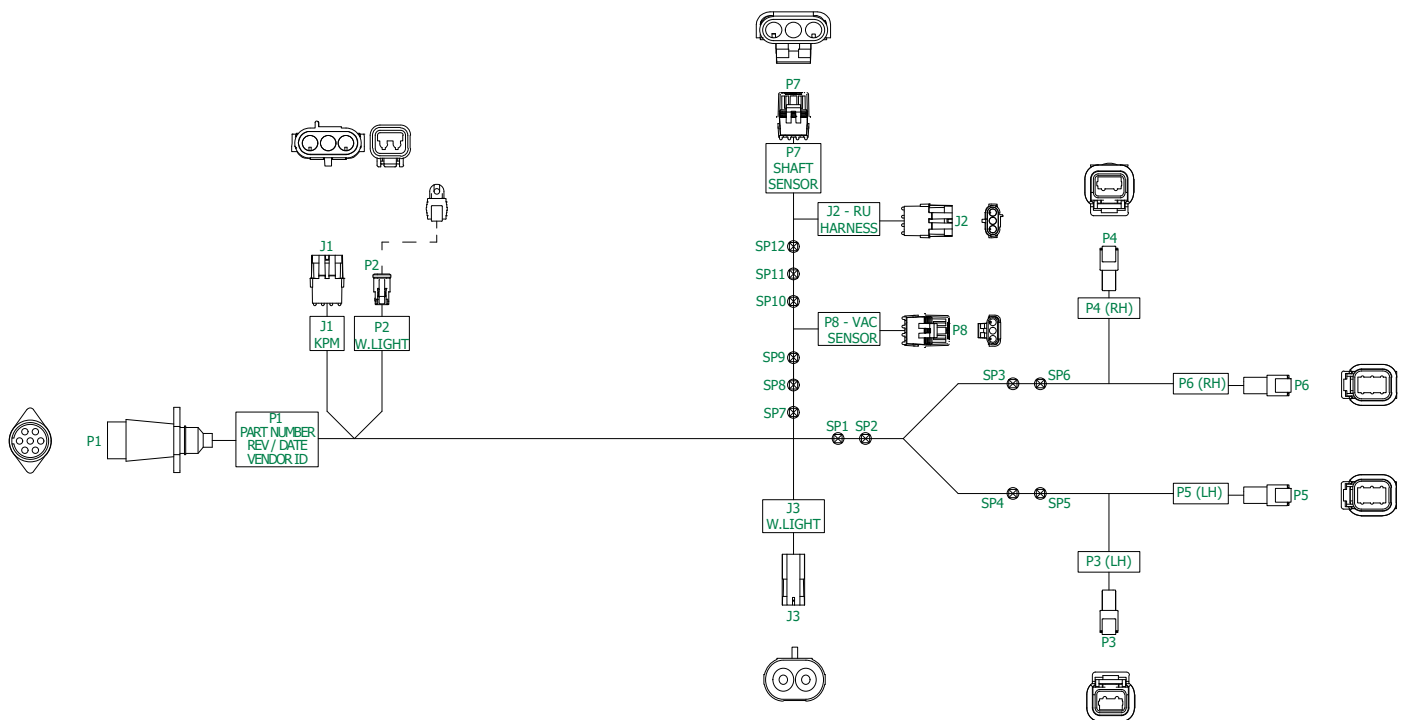 P7
P7
SHAFT
SENSOR
J2 - RU
HARNESS
J2
SP12
SP11
SP10
P8 - VAC
SENSOR
P8
SP9
SP8
SP7
J1
P2
J1
KPM
P2
W.LIGHT
P4
P4 (RH)
SP3
SP6
P6 (RH)
P6
P1
P1
PART NUMBER
REV / DATE
VENDOR ID
SP1
SP2
SP4
SP5
P5 (LH)
P5
J3
W.LIGHT
J3
P3 (LH)
P3